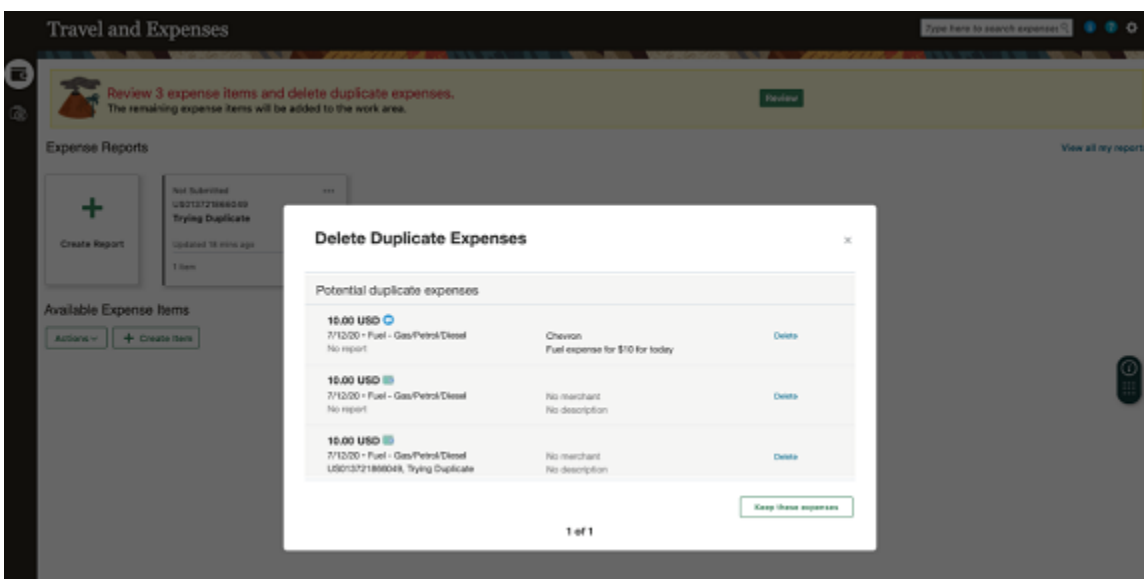 Travel and Expenses
Type here to search expenses
Review 3 expense items and delete duplicate expenses.
The remaining expense items will be added to the work area.
Review
Expense Reports
View all my report
Create Report
Not Submitted
Trying Duplicate
Updated 18 mins ago
1 item
Available Expense Items
Actions
Create Item
Delete Duplicate Expenses
Potential duplicate expenses
10.00 USD
7/12/20 • Fuel - Gas/Petrol/Diesel
No report
Chevron
Fuel expense for $10 for today
Delete
10.00 USD
7/12/20 • Fuel - Gas/Petrol/Diesel
No report
No merchant
No description
Delete
10.00 USD
7/12/20 • Fuel - Gas/Petrol/Diesel
Trying Duplicate
No merchant
No description
Delete
Keep these expenses
1 of 1